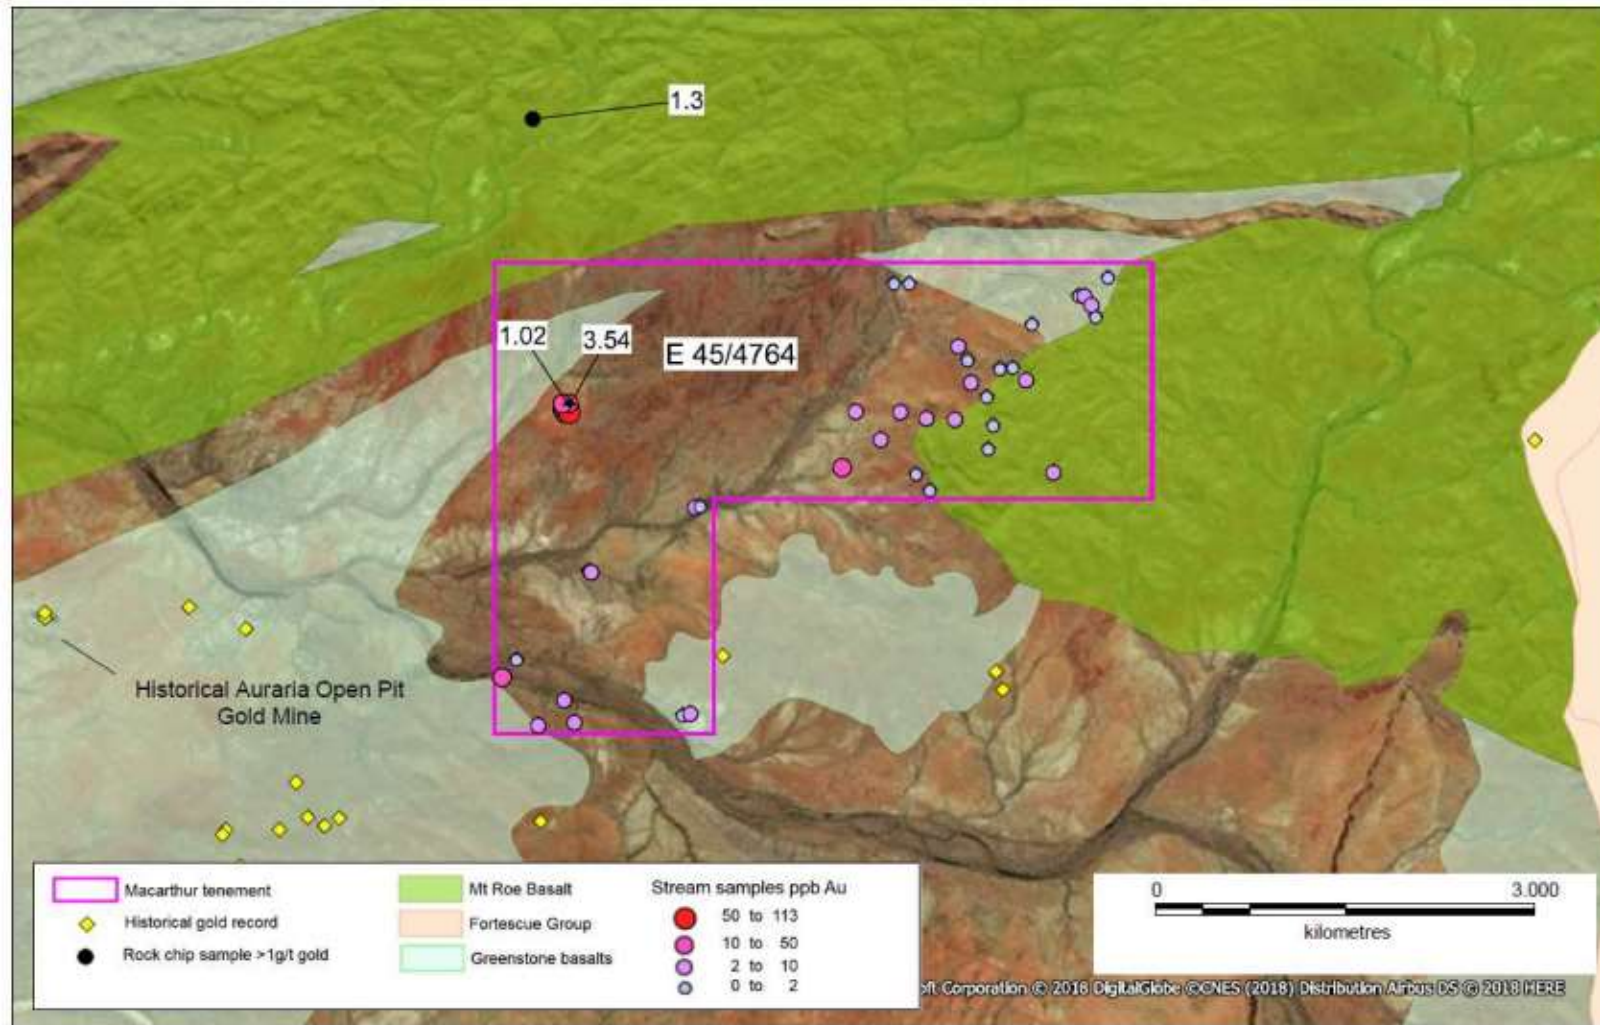 1.3
1.02
3.54
E 45/4764
Historical Auraria Open Pit
Gold Mine
Macarthur tenement
Historical gold record
Rock chip sample >1g/t gold
Mt Roe Basalt
Fortescue Group
Greenstone basalts
Stream samples ppb Au
50 to 113
10 to 50
2 to 10
0 to 2
0 3.000
kilometres
oft Corporation © 2018 DigitalGlobe ©CNES (2018) Distribution Airbus DS © 2018 HERE